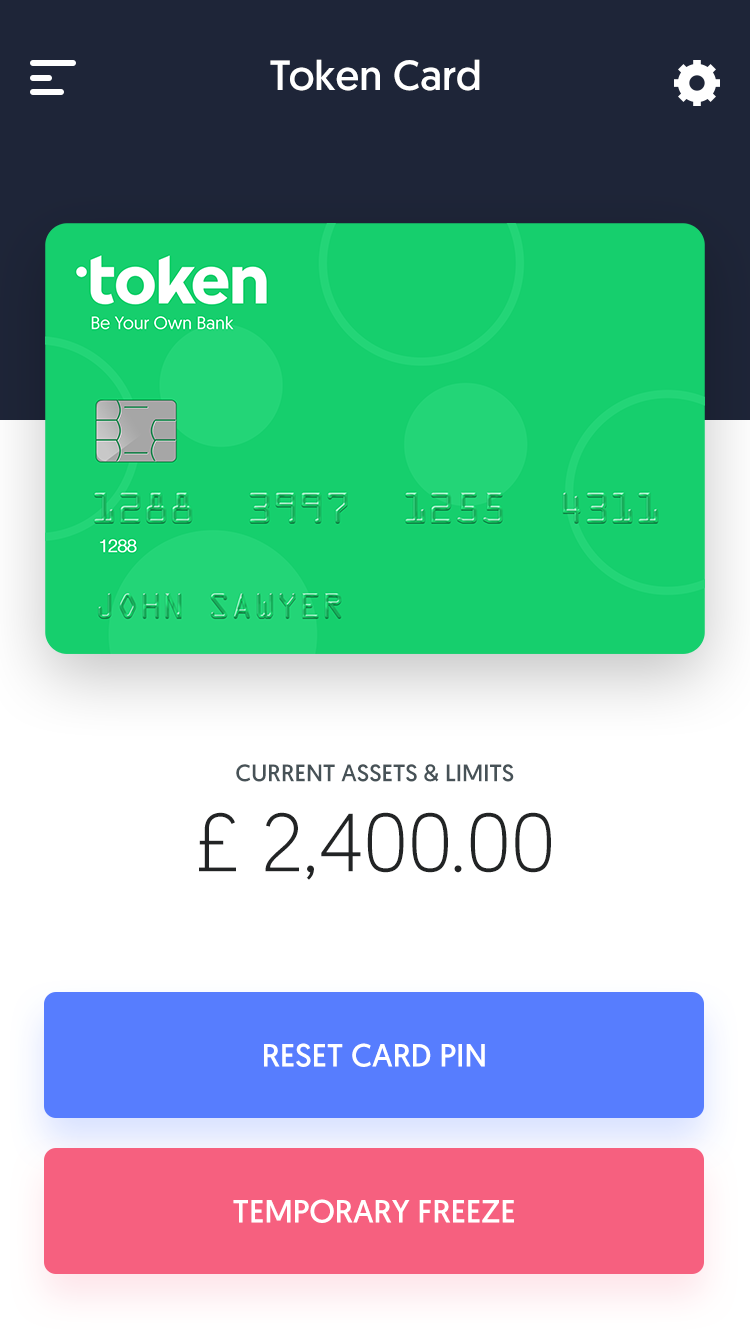 Token Card
token
Be Your Own Bank
1288 3997 1255 4311
1288
JOHN SAWYER
CURRENT ASSETS & LIMITS
£ 2,400.00
RESET CARD PIN
TEMPORARY FREEZE